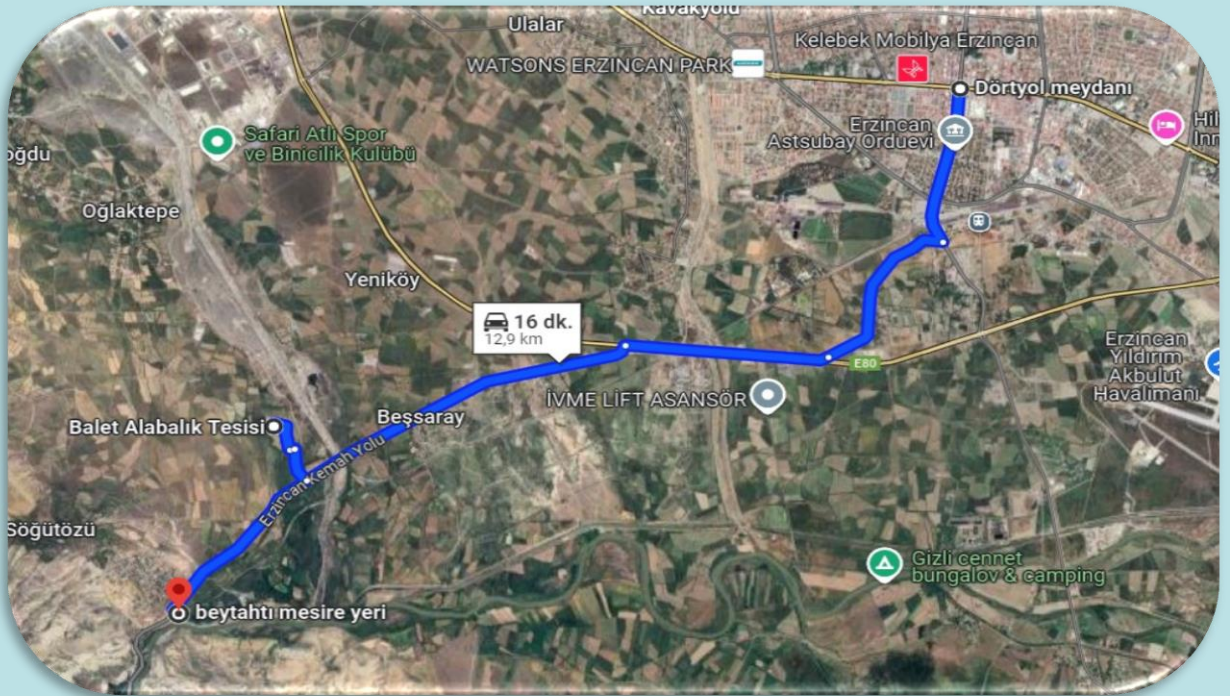 Kavakyolu
Ulalar
Kelebek Mobilya Erzincan
WATSONS ERZINCAN PARK
Dörtyol meydanı
Erzincan
Astsubay Orduevi
Hil
Inn
Safari Atlı Spor
ve Binicilik Kulübü
oğdu
Oğlaktepe
Yeniköy
16 dk.
12,9 km
E80
Erzincan
Yıldırım
Akbulut
Havalimanı
İVME LİFT ASANSÖR
Beşsaray
Balet Alabalık Tesisi
Erzincan Kemah Yolu
Söğütözü
Gizli cennet
bungalov & camping
beytahtı mesire yeri